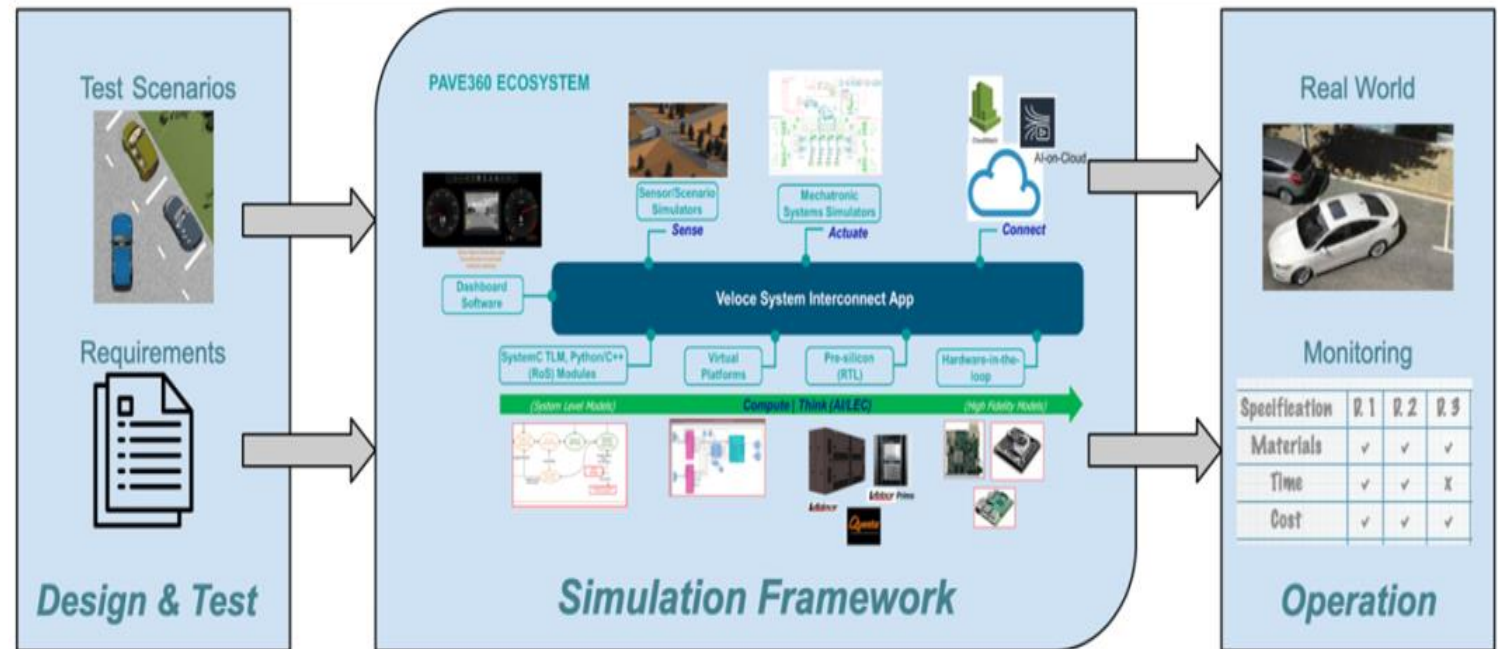 Test Scenarios
Requirements
Design & Test
PAVE360 ECOSYSTEM
Sensor/Scenario
Simulators
Sense
Mechatronic
Systems Simulators
Actuate
AI-on-Cloud
Connect
Dashboard
Software
Veloce System Interconnect App
SystemC TLM, Python/C++
(RoS) Modules
Virtual
Platforms
Pre-silicon
(RTL)
Hardware-in-the-
loop
(System Level Models)
Compute | Think (AI/LEC)
(High Fidelity Models)
Simulation Framework
Real World
Monitoring
Specification R.1 R.2 R.3
Materials ✓ ✓ ✓
Time ✓ ✓ X
Cost ✓ ✓ ✓
Operation